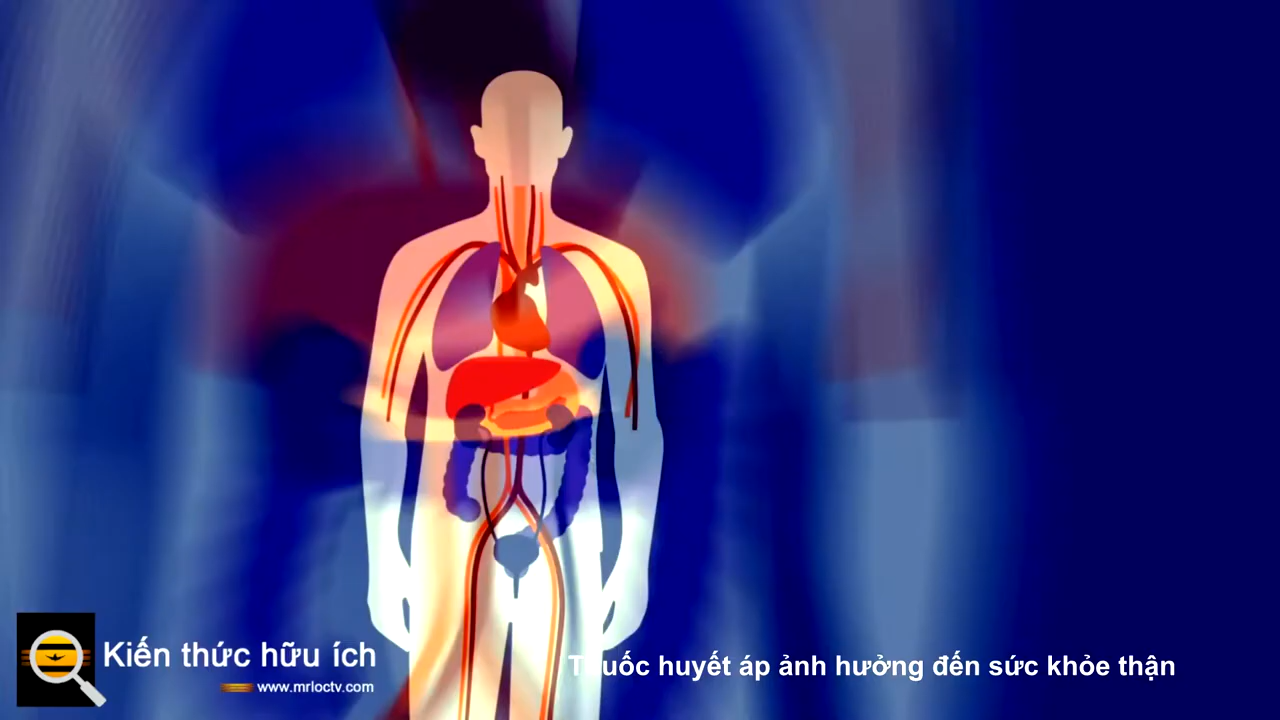 Kiến thức hữu ích
www.mrloctv.com
Thuốc huyết áp ảnh hưởng đến sức khỏe thận